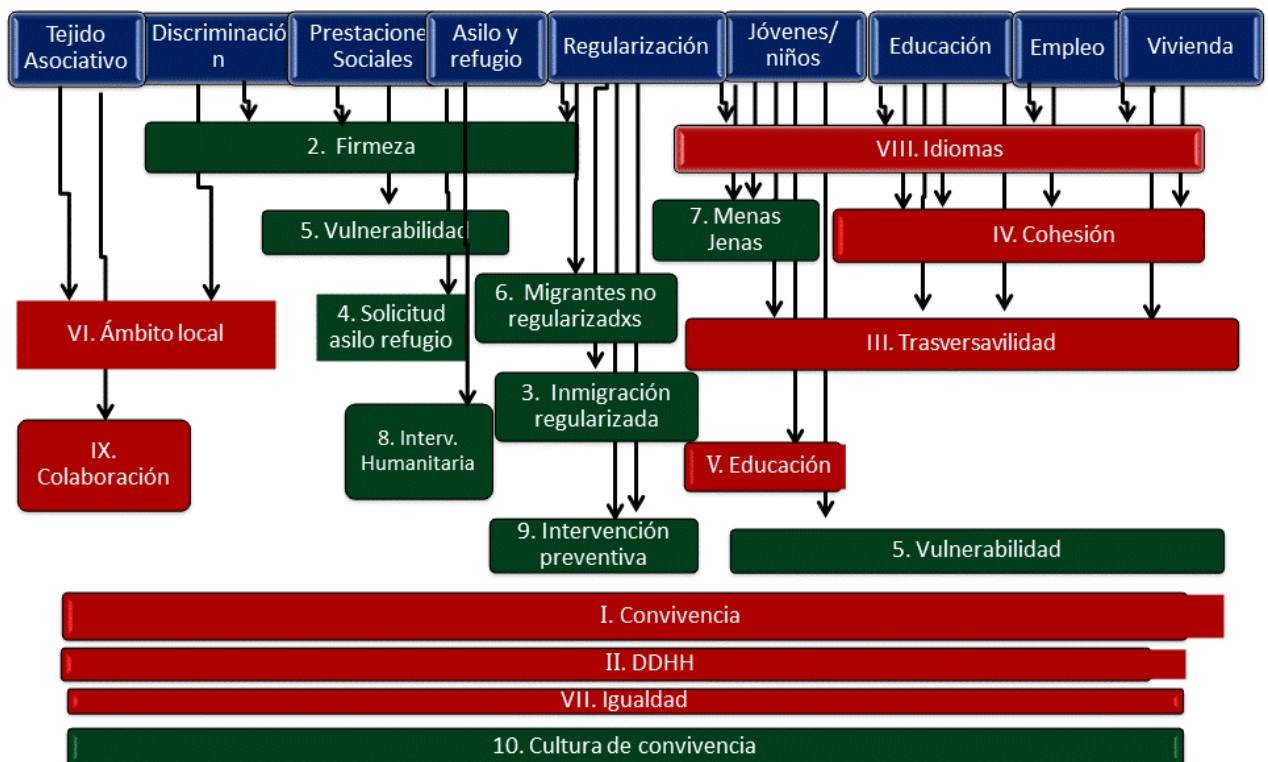 Tejido
Asociativo
Discriminació
n
Prestacione
Sociales
Asilo y
refugio
Regularización
Jóvenes/
niños
Educación
Empleo
Vivienda
2. Firmeza
VIII. Idiomas
5. Vulnerabilidad
7. Menas
Jenas
IV. Cohesión
VI. Ámbito local
4. Solicitud
asilo refugio
6. Migrantes no
regularizadxs
III. Trasversavilidad
3. Inmigración
regularizada
IX.
Colaboración
8. Interv.
Humanitaria
V. Educación
9. Intervención
preventiva
5. Vulnerabilidad
I. Convivencia
II. DDHH
VII. Igualdad
10. Cultura de convivencia